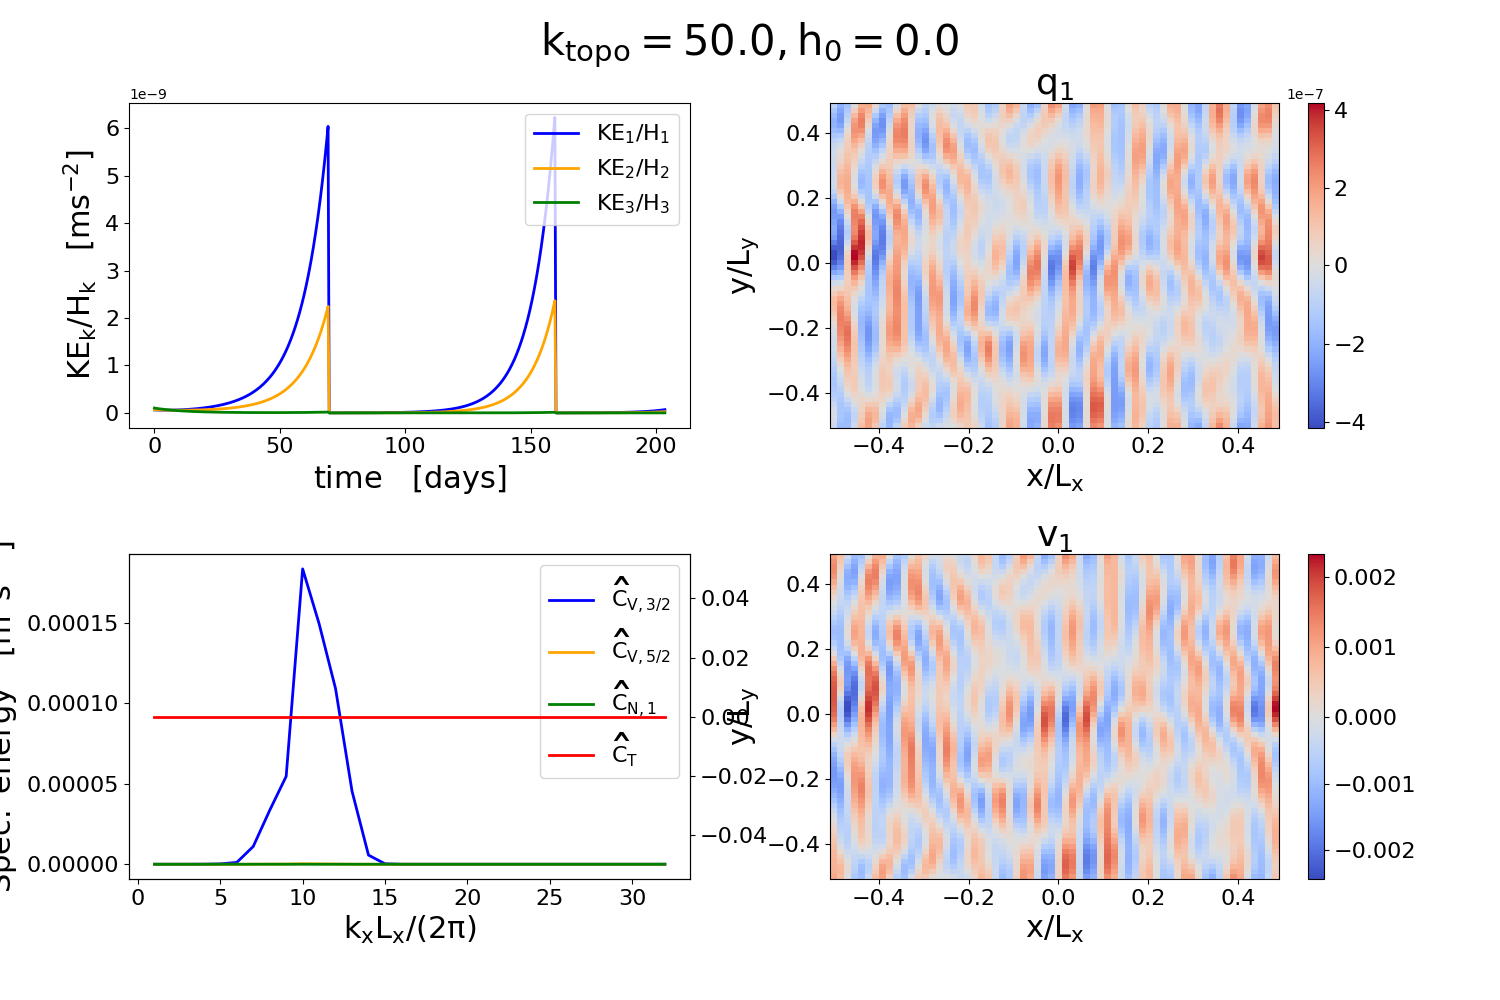 k_topo = 50.0, h_0 = 0.0
1e−9
KE_k/H_k [ms^−2]
6
5
4
3
2
1
0
KE_1/H_1
KE_2/H_2
KE_3/H_3
0 50 100 150 200
time [days]
q_1
1e−7
y/L_y
0.4
0.2
0.0
−0.2
−0.4
−0.4 −0.2 0.0 0.2 0.4
x/L_x
4
2
0
−2
−4
Spec. energy
0.00015
0.00010
0.00005
0.00000
Ĉ_V, 3/2
Ĉ_V, 5/2
Ĉ_N, 1
Ĉ_T
0.04
0.02
0.00
−0.02
−0.04
0 5 10 15 20 25 30
k_xL_x/(2π)
v_1
y/L_y
0.4
0.2
0.0
−0.2
−0.4
−0.4 −0.2 0.0 0.2 0.4
x/L_x
0.002
0.001
0.000
−0.001
−0.002